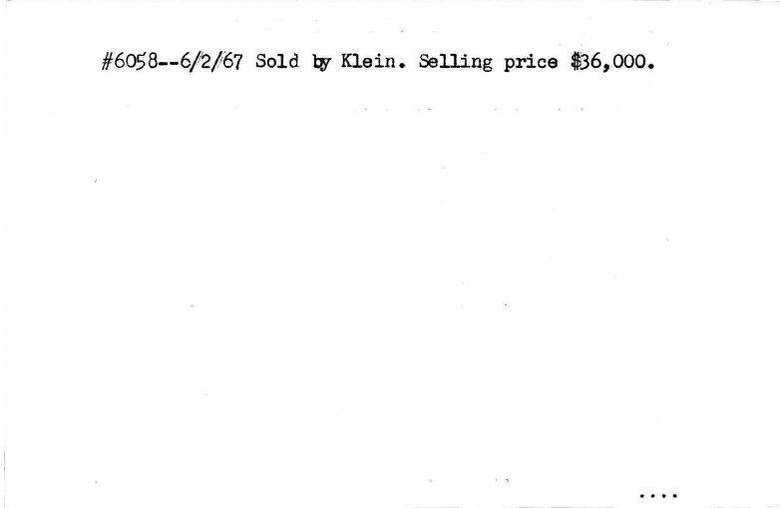 #6058--6/2/67 Sold by Klein. Selling price $36,000.
....